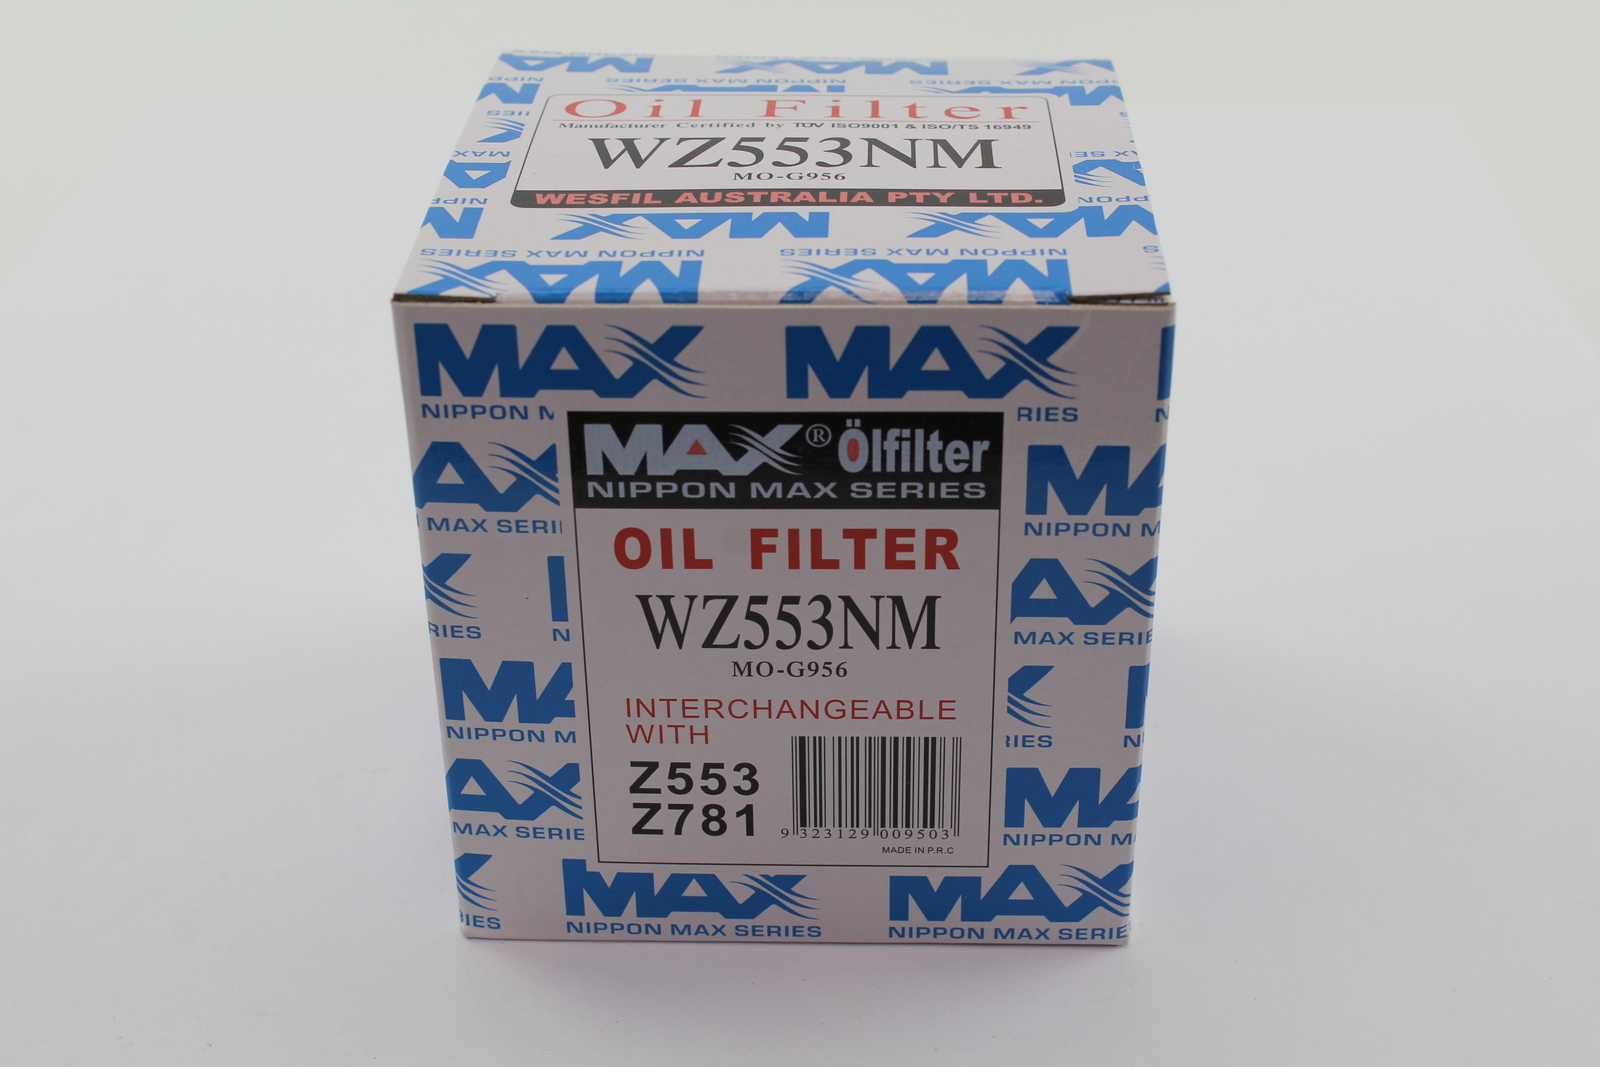 Oil Filter
Manufacturer Certified by TÜV ISO9001 & ISO/TS 16949
WZ553NM
MO-G956
WESFIL AUSTRALIA PTY LTD.
MAX MAX
NIPPON M RIES
MAX® Ölfilter
NIPPON MAX SERIES
OIL FILTER
WZ553NM
MO-G956
INTERCHANGEABLE
WITH
Z553
Z781
9 323129 009503
MADE IN P.R.C
MAX MAX
NIPPON MAX SERIES NIPPON MAX SERIES